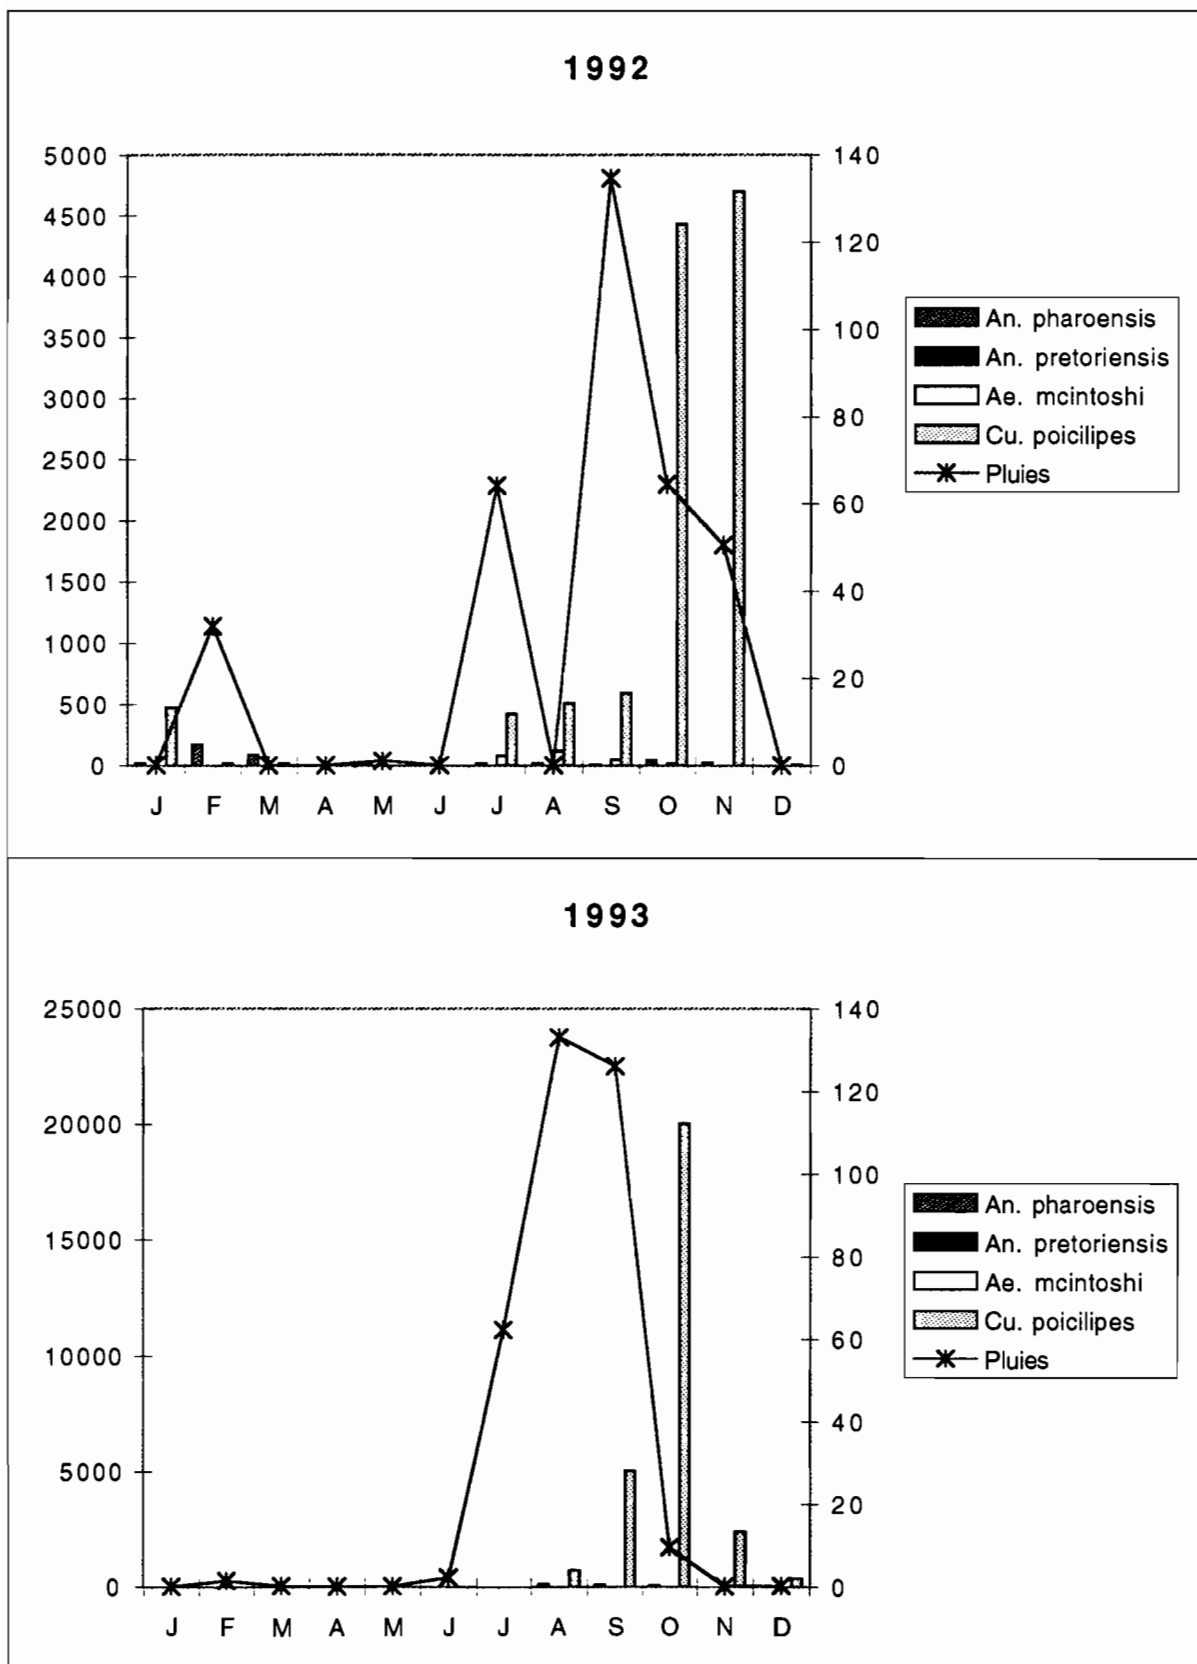 1992
5000
4500
4000
3500
3000
2500
2000
1500
1000
500
0
140
120
100
80
60
40
20
0
J F M A M J J A S O N D
An. pharoensis
An. pretoriensis
Ae. mcintoshi
Cu. poicilipes
Pluies
1993
25000
20000
15000
10000
5000
0
140
120
100
80
60
40
20
0
J F M A M J J A S O N D
An. pharoensis
An. pretoriensis
Ae. mcintoshi
Cu. poicilipes
Pluies